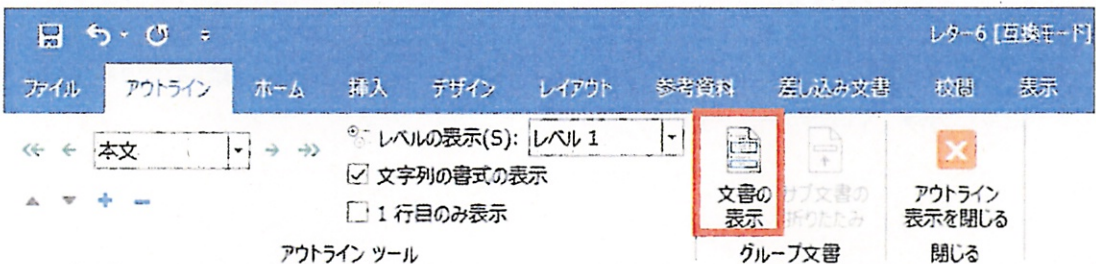 レター6 [互換モード]
ファイル アウトライン ホーム 挿入 デザイン レイアウト 参考資料 差し込み文書 校閲 表示
本文 レベルの表示(S): レベル 1
文字列の書式の表示
1 行目のみ表示
文書の表示 サブ文書の折りたたみ アウトライン表示を閉じる
アウトライン ツール グループ文書 閉じる